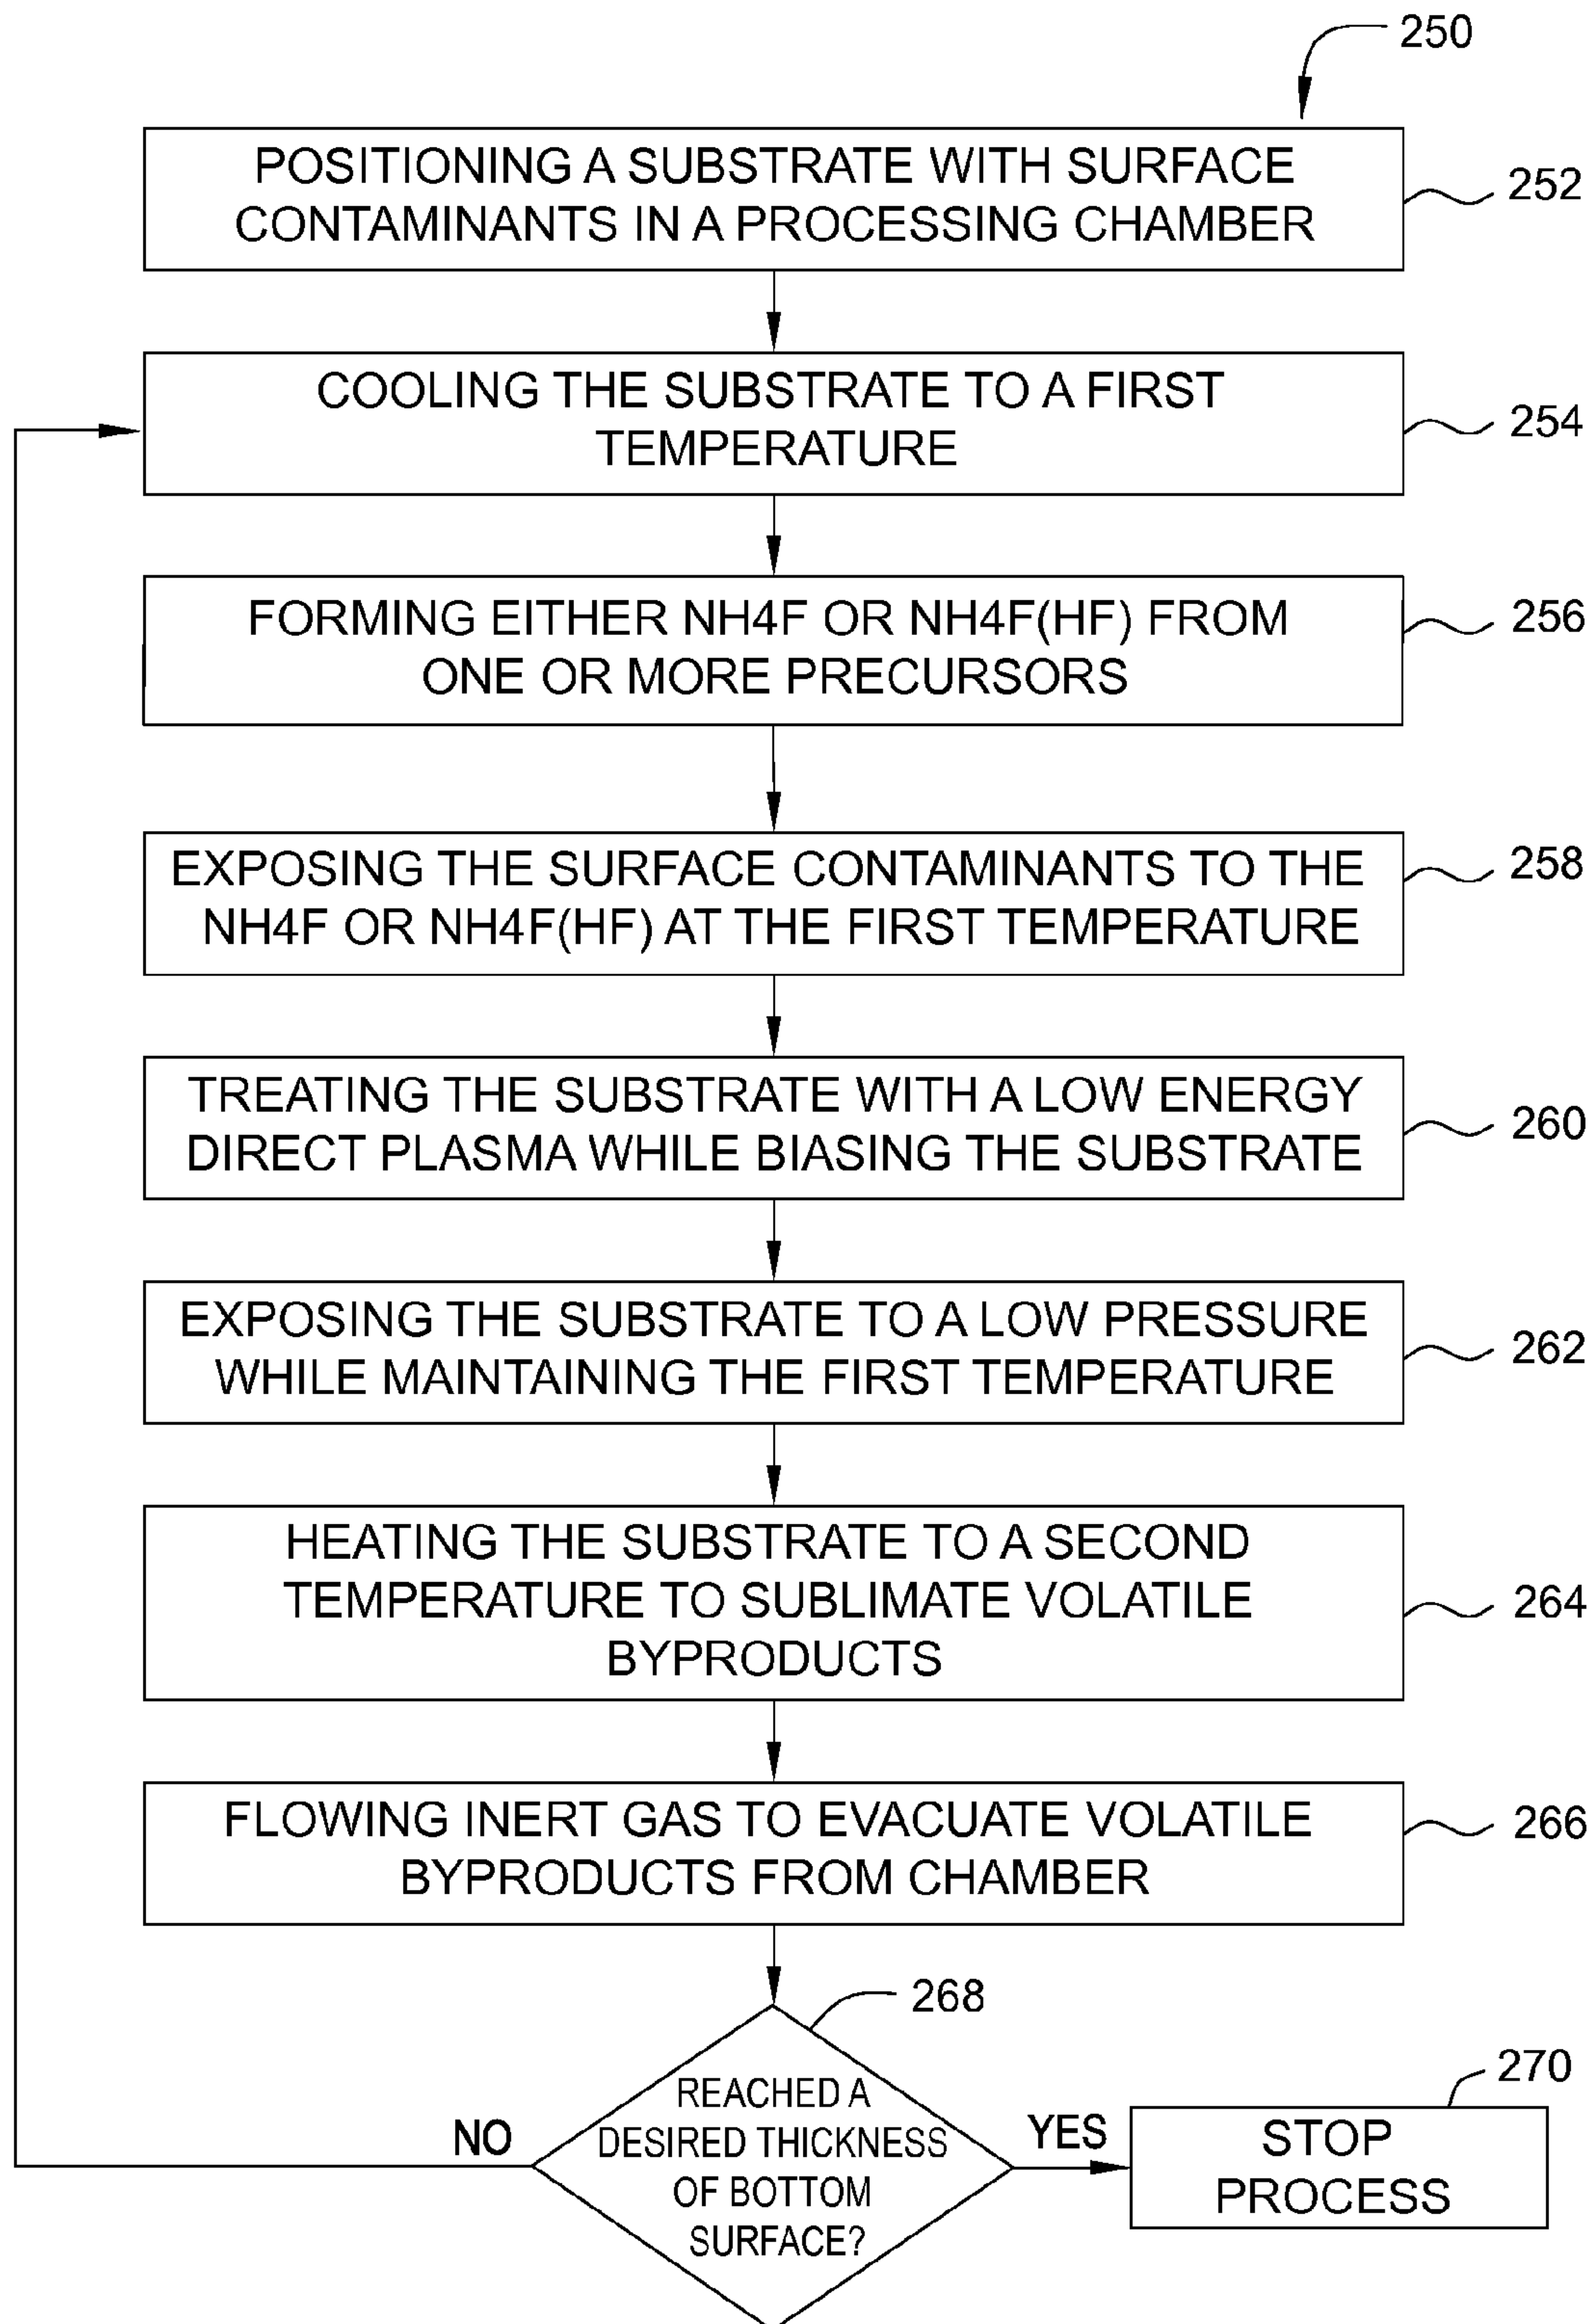 250
POSITIONING A SUBSTRATE WITH SURFACE
CONTAMINANTS IN A PROCESSING CHAMBER
252
COOLING THE SUBSTRATE TO A FIRST
TEMPERATURE
254
FORMING EITHER NH4F OR NH4F(HF) FROM
ONE OR MORE PRECURSORS
256
EXPOSING THE SURFACE CONTAMINANTS TO THE
NH4F OR NH4F(HF) AT THE FIRST TEMPERATURE
258
TREATING THE SUBSTRATE WITH A LOW ENERGY
DIRECT PLASMA WHILE BIASING THE SUBSTRATE
260
EXPOSING THE SUBSTRATE TO A LOW PRESSURE
WHILE MAINTAINING THE FIRST TEMPERATURE
262
HEATING THE SUBSTRATE TO A SECOND
TEMPERATURE TO SUBLIMATE VOLATILE
BYPRODUCTS
264
FLOWING INERT GAS TO EVACUATE VOLATILE
BYPRODUCTS FROM CHAMBER
266
268
REACHED A
DESIRED THICKNESS
OF BOTTOM
SURFACE?
NO
YES
270
STOP
PROCESS